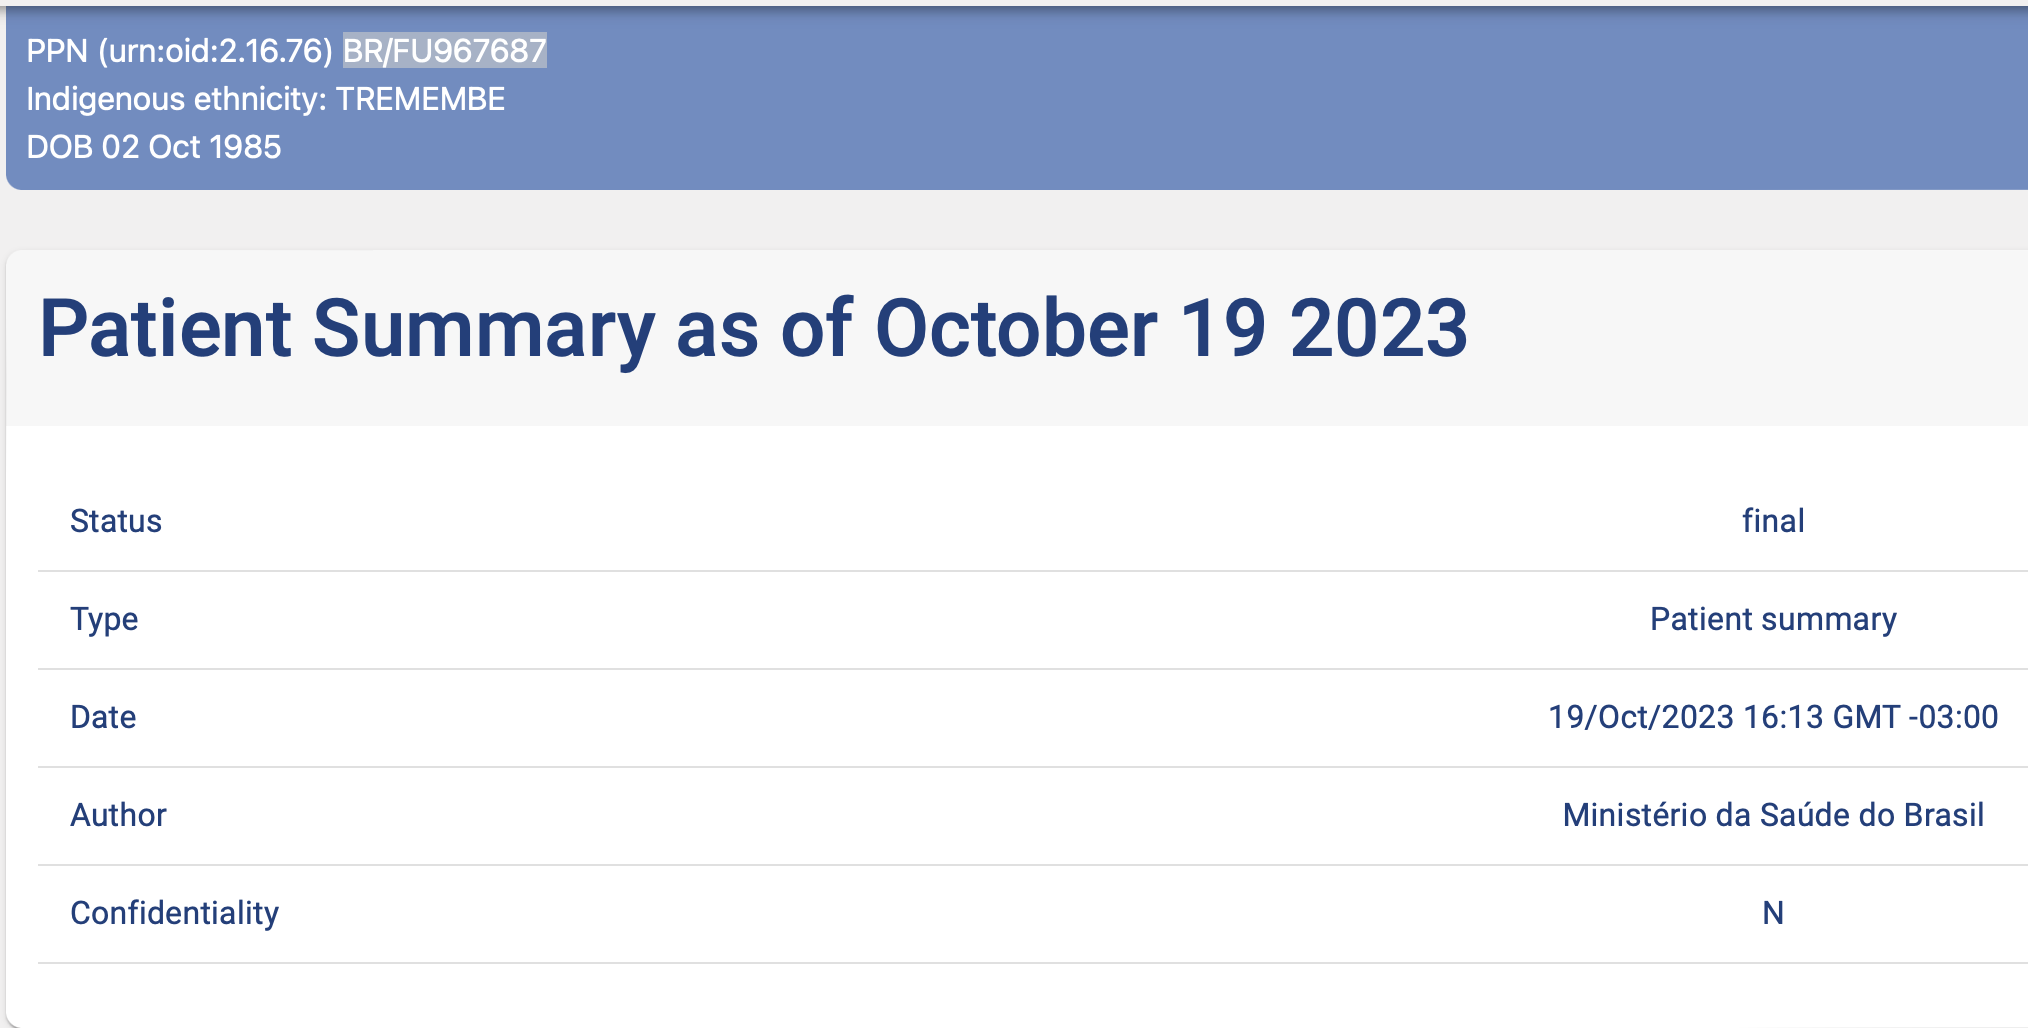 PPN (urn:oid:2.16.76) BR/FU967687
Indigenous ethnicity: TREMEMBE
DOB 02 Oct 1985
Patient Summary as of October 19 2023
Status final
Type Patient summary
Date 19/Oct/2023 16:13 GMT -03:00
Author Ministério da Saúde do Brasil
Confidentiality N